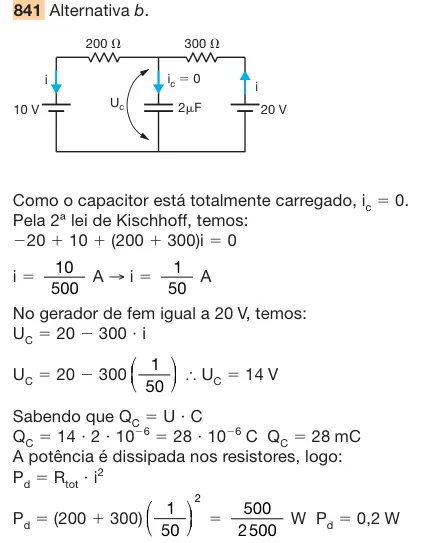 841 Alternativa b.
200 Ω 300 Ω
i i_c = 0 i
10 V U_c 2μF 20 V
Como o capacitor está totalmente carregado, i_c = 0.
Pela 2ª lei de Kischhoff, temos:
−20 + 10 + (200 + 300)i = 0
i = 10/500 A → i = 1/50 A
No gerador de fem igual a 20 V, temos:
U_C = 20 − 300 · i
U_C = 20 − 300 (1/50) ∴ U_C = 14 V
Sabendo que Q_C = U · C
Q_C = 14 · 2 · 10⁻⁶ = 28 · 10⁻⁶ C Q_C = 28 mC
A potência é dissipada nos resistores, logo:
P_d = R_tot · i²
P_d = (200 + 300) (1/50)² = 500/2500 W P_d = 0,2 W